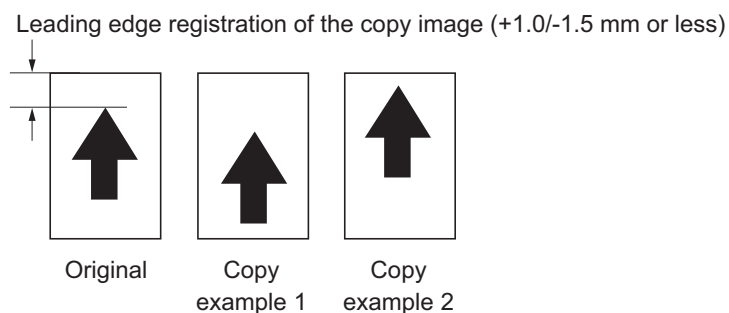 Leading edge registration of the copy image (+1.0/-1.5 mm or less)
Original
Copy
example 1
Copy
example 2